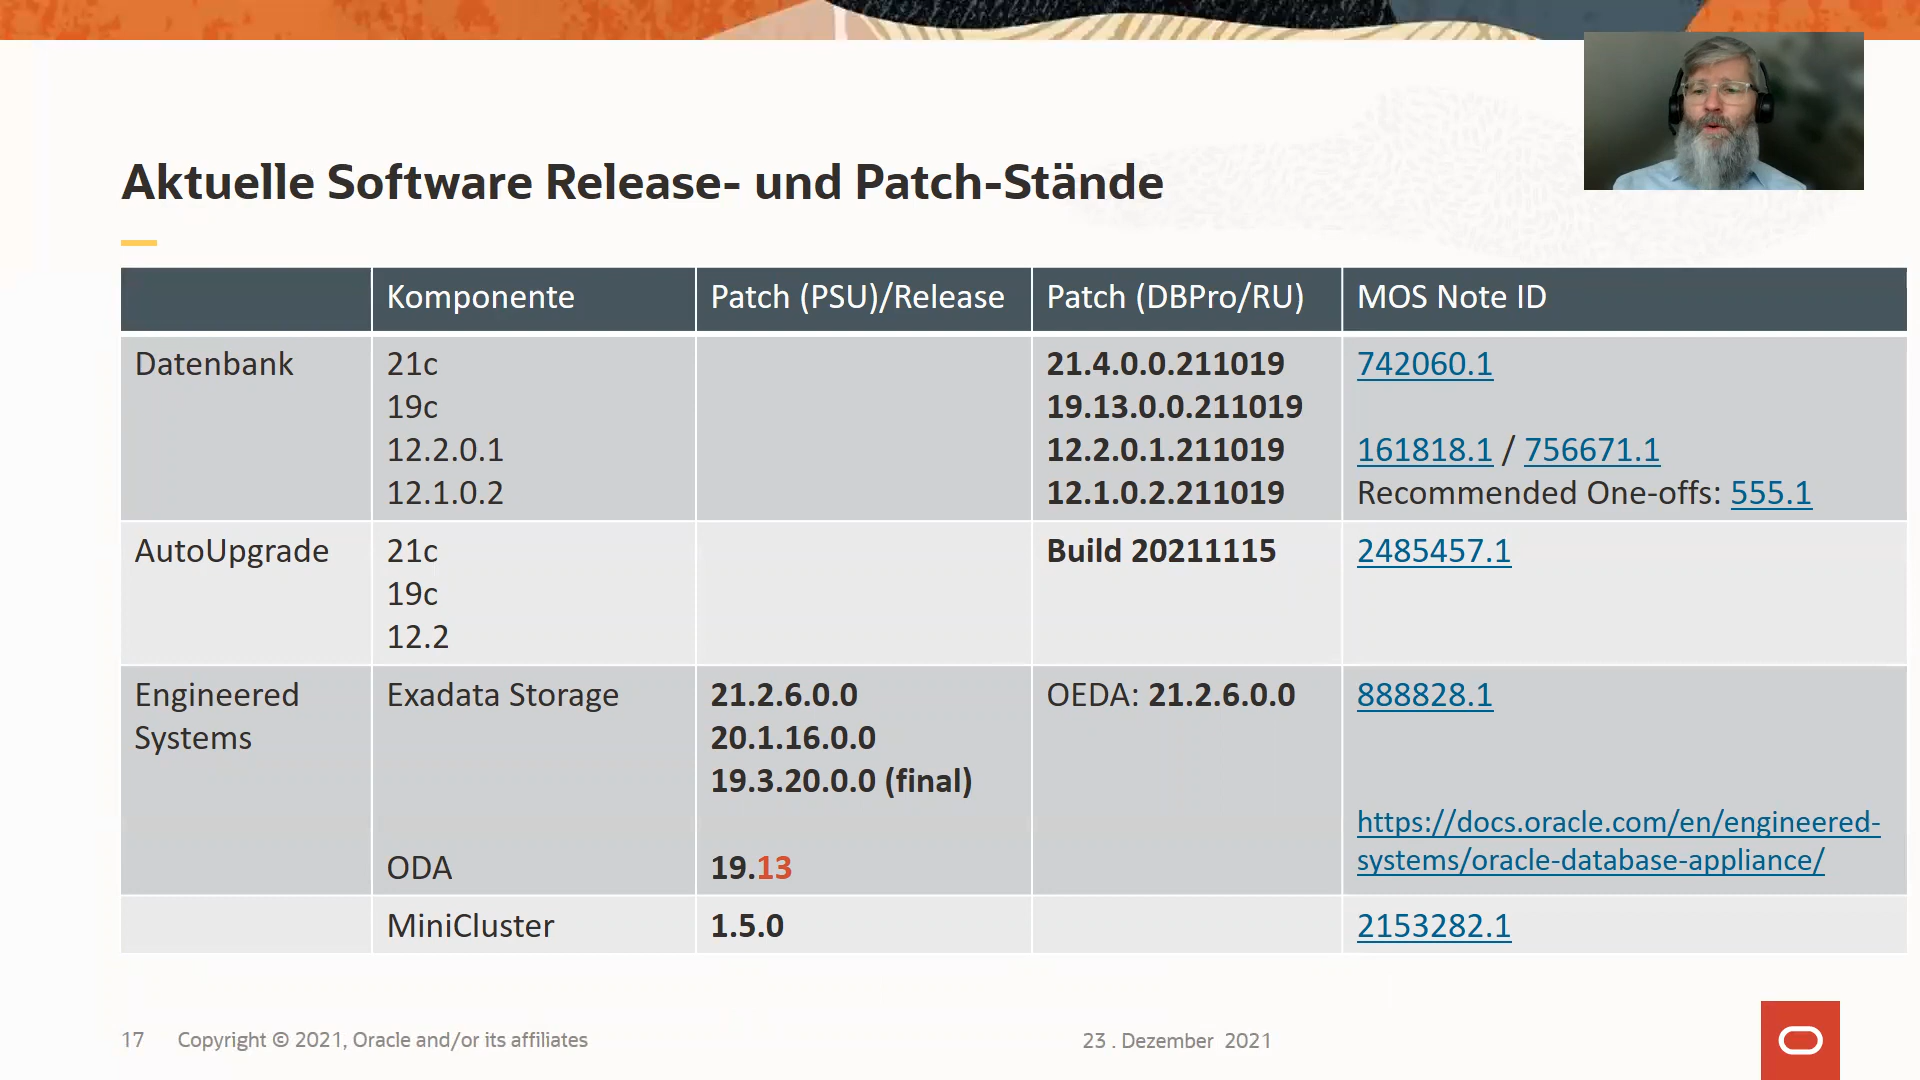 Aktuelle Software Release- und Patch-Stände
Komponente Patch (PSU)/Release Patch (DBPro/RU) MOS Note ID
Datenbank 21c 21.4.0.0.211019 742060.1
19c 19.13.0.0.211019
12.2.0.1 12.2.0.1.211019 161818.1 / 756671.1
12.1.0.2 12.1.0.2.211019 Recommended One-offs: 555.1
AutoUpgrade 21c Build 20211115 2485457.1
19c
12.2
Engineered Exadata Storage 21.2.6.0.0 OEDA: 21.2.6.0.0 888828.1
Systems 20.1.16.0.0
19.3.20.0.0 (final)
https://docs.oracle.com/en/engineered-
ODA 19.13 systems/oracle-database-appliance/
MiniCluster 1.5.0 2153282.1
17 Copyright © 2021, Oracle and/or its affiliates 23 . Dezember 2021